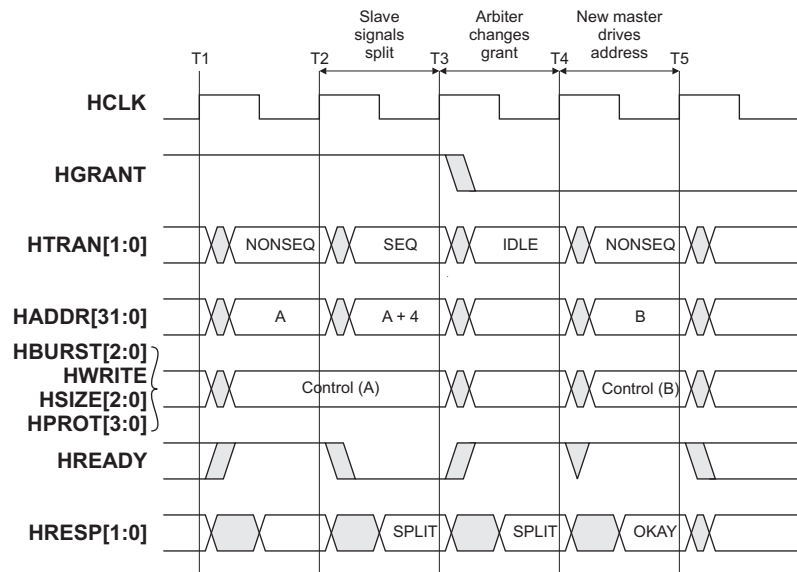 Slave
signals
split
Arbiter
changes
grant
New master
drives
address
T1 T2 T3 T4 T5
HCLK
HGRANT
HTRAN[1:0] NONSEQ SEQ IDLE NONSEQ
HADDR[31:0] A A + 4 B
HBURST[2:0]
HWRITE
HSIZE[2:0]
HPROT[3:0]
Control (A) Control (B)
HREADY
HRESP[1:0] SPLIT SPLIT OKAY